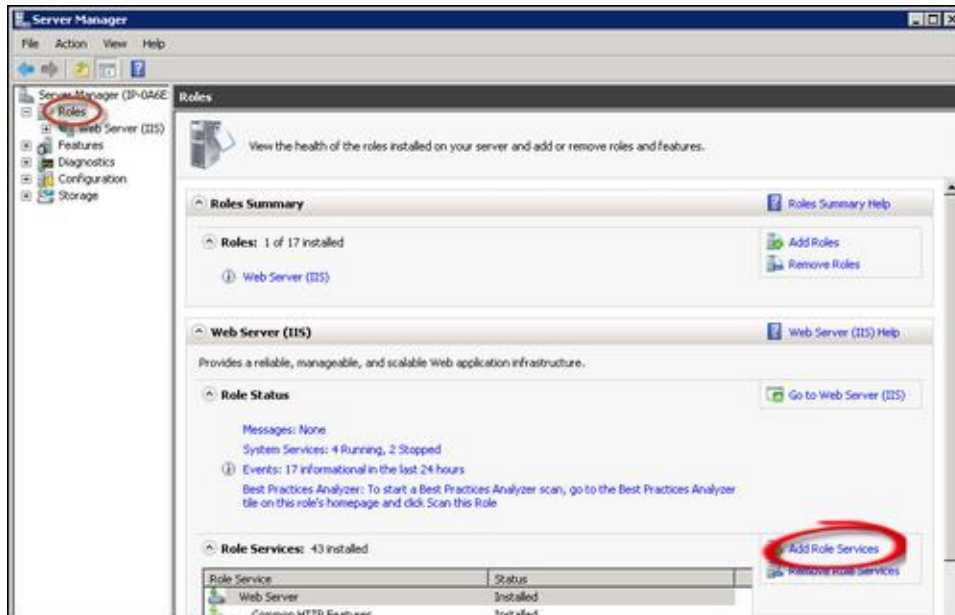 Server Manager
File Action View Help
Server Manager (IP-0A6E
Roles
Web Server (IIS)
Features
Diagnostics
Configuration
Storage
Roles
View the health of the roles installed on your server and add or remove roles and features.
Roles Summary
Roles Summary Help
Roles: 1 of 17 installed
Add Roles
Remove Roles
Web Server (IIS)
Web Server (IIS)
Web Server (IIS) Help
Provides a reliable, manageable, and scalable Web application infrastructure.
Role Status
Go to Web Server (IIS)
Messages: None
System Services: 4 Running, 2 Stopped
Events: 17 informational in the last 24 hours
Best Practices Analyzer: To start a Best Practices Analyzer scan, go to the Best Practices Analyzer
tile on this role's homepage and click Scan this Role
Role Services: 43 installed
Add Role Services
Remove Role Services
Role Service Status
Web Server Installed
Common HTTP Features Installed